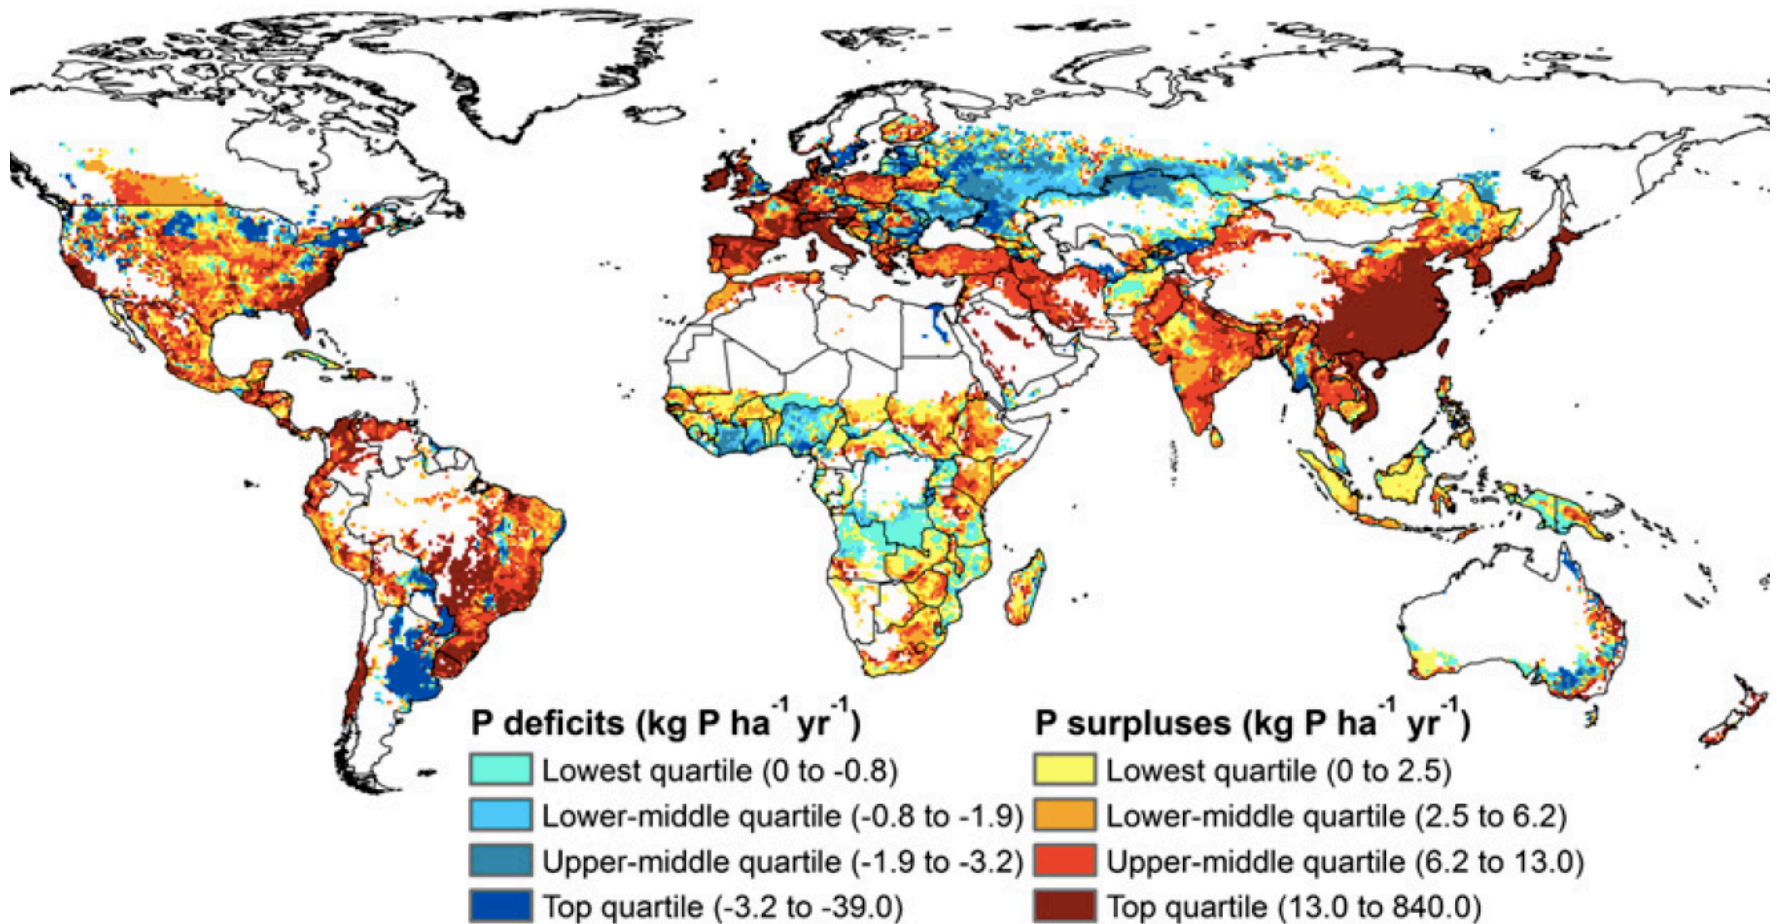 P deficits (kg P ha⁻¹ yr⁻¹)
Lowest quartile (0 to -0.8)
Lower-middle quartile (-0.8 to -1.9)
Upper-middle quartile (-1.9 to -3.2)
Top quartile (-3.2 to -39.0)
P surpluses (kg P ha⁻¹ yr⁻¹)
Lowest quartile (0 to 2.5)
Lower-middle quartile (2.5 to 6.2)
Upper-middle quartile (6.2 to 13.0)
Top quartile (13.0 to 840.0)